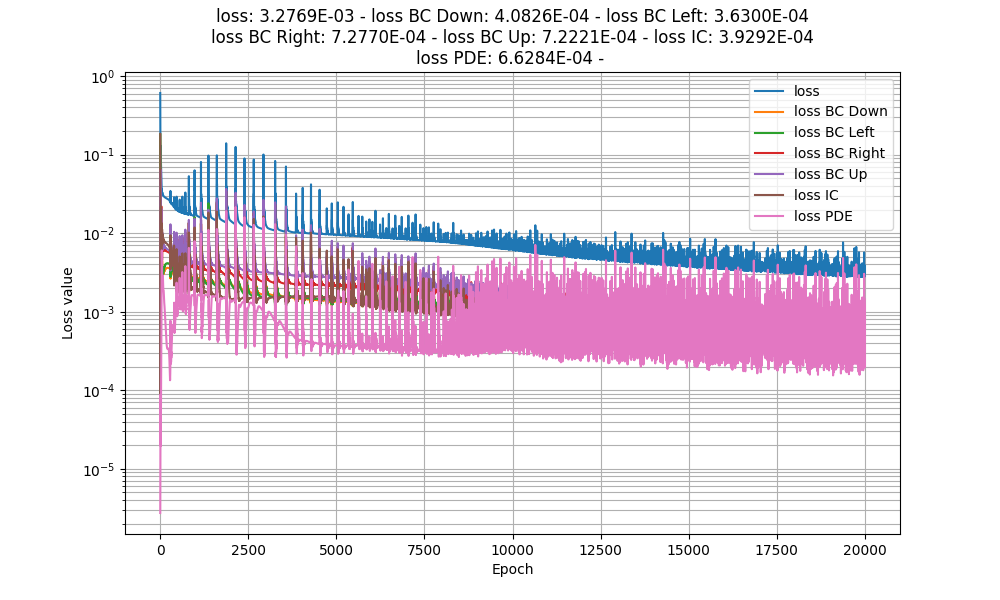 loss: 3.2769E-03 - loss BC Down: 4.0826E-04 - loss BC Left: 3.6300E-04
loss BC Right: 7.2770E-04 - loss BC Up: 7.2221E-04 - loss IC: 3.9292E-04
loss PDE: 6.6284E-04 -
10⁰
10⁻¹
10⁻²
10⁻³
10⁻⁴
10⁻⁵
Loss value
loss
loss BC Down
loss BC Left
loss BC Right
loss BC Up
loss IC
loss PDE
0 2500 5000 7500 10000 12500 15000 17500 20000
Epoch